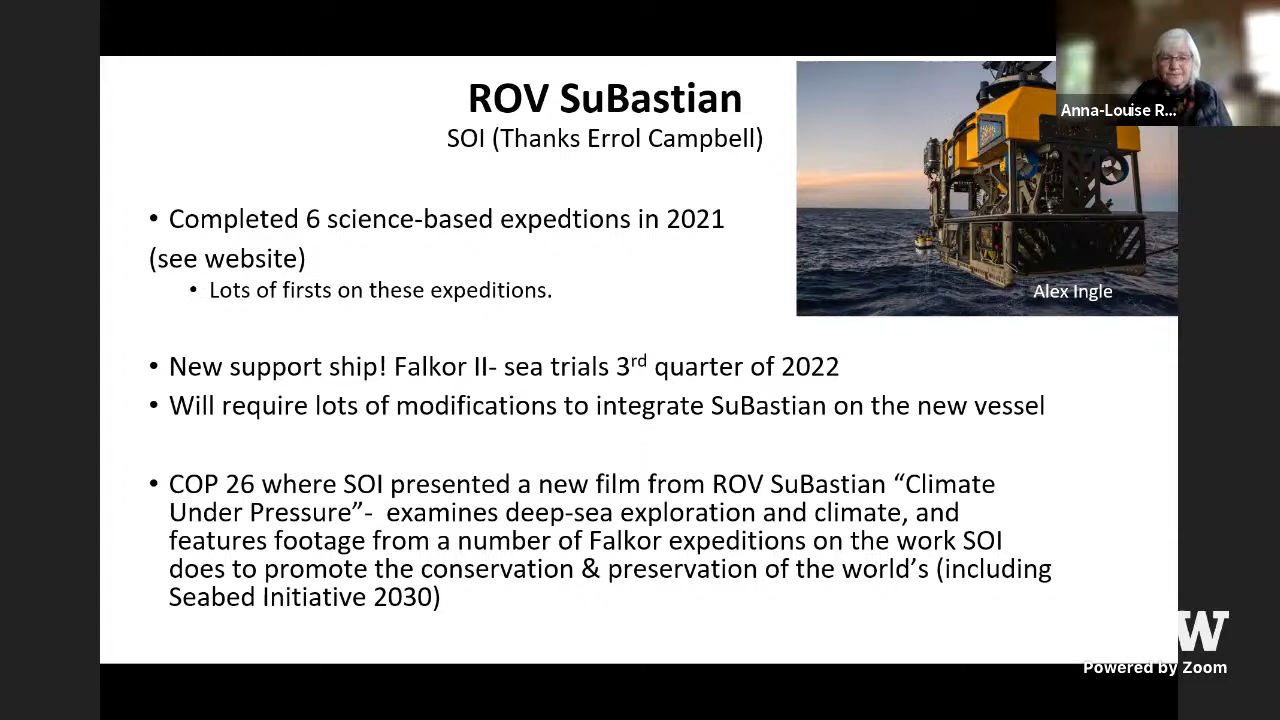 ROV SuBastian
SOI (Thanks Errol Campbell)
Anna-Louise R...
• Completed 6 science-based expedtions in 2021
(see website)
• Lots of firsts on these expeditions.
Alex Ingle
• New support ship! Falkor II- sea trials 3rd quarter of 2022
• Will require lots of modifications to integrate SuBastian on the new vessel
• COP 26 where SOI presented a new film from ROV SuBastian “Climate
Under Pressure”-  examines deep-sea exploration and climate, and
features footage from a number of Falkor expeditions on the work SOI
does to promote the conservation & preservation of the world’s (including
Seabed Initiative 2030)
W
Powered by Zoom